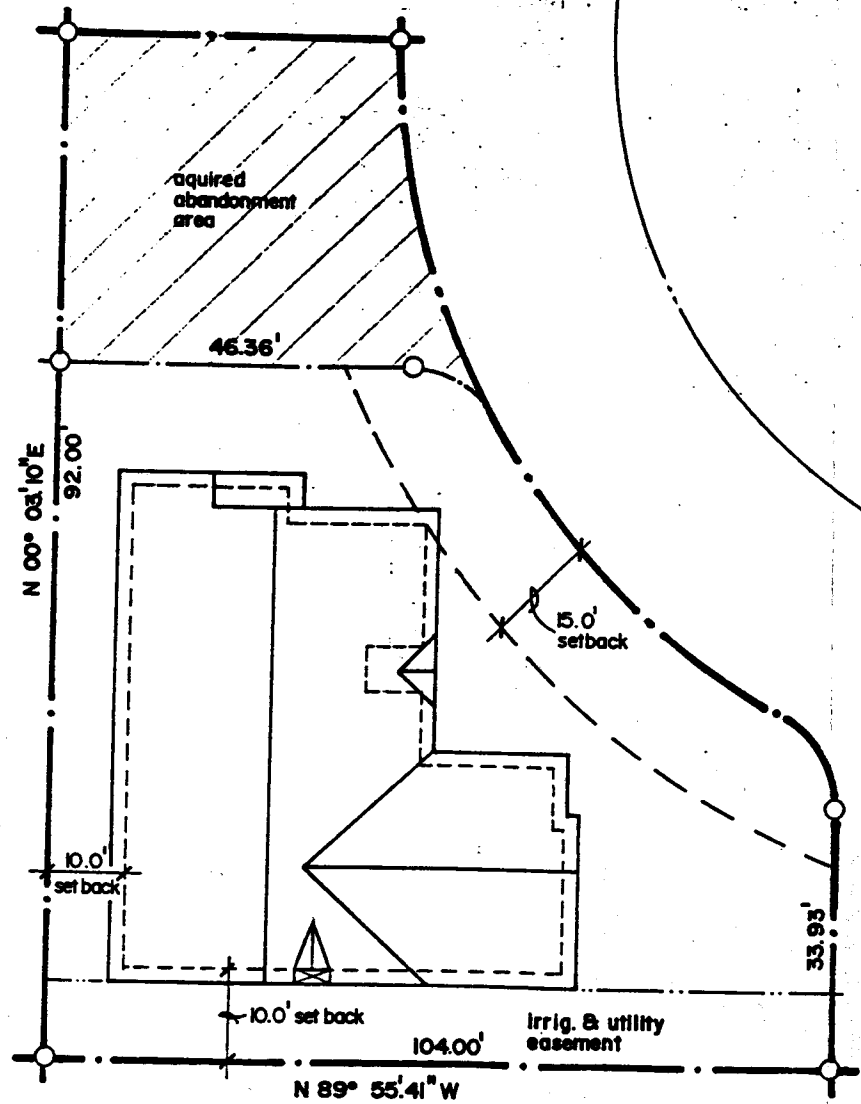 aquired
abandonment
area
46.36'
N 00° 03.'10"E
92.00'
15.0'
setback
10.0'
set back
33.93'
10.0' set back
Irrig. & utility
easement
104.00'
N 89° 55'.41" W